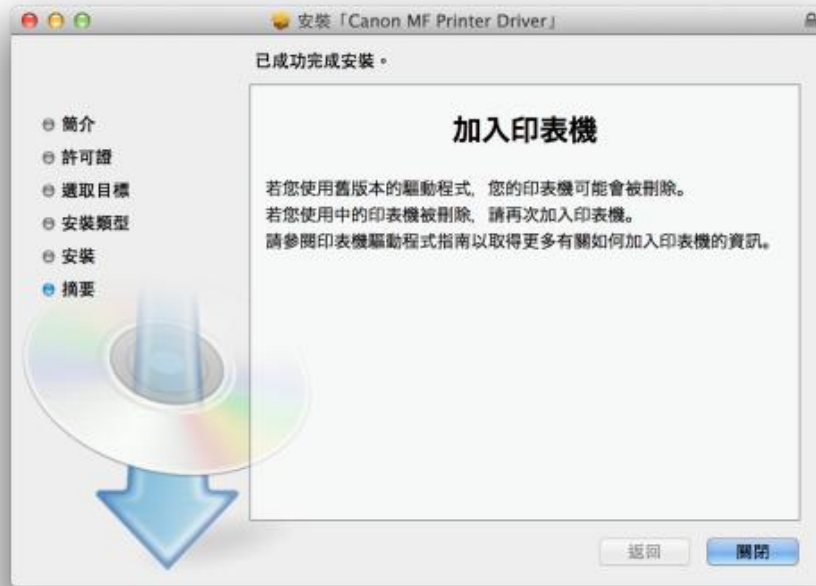 安裝「Canon MF Printer Driver」
已成功完成安裝。
簡介
許可證
選取目標
安裝類型
安裝
摘要
加入印表機
若您使用舊版本的驅動程式，您的印表機可能會被刪除。
若您使用中的印表機被刪除，請再次加入印表機。
請參閱印表機驅動程式指南以取得更多有關如何加入印表機的資訊。
返回
關閉